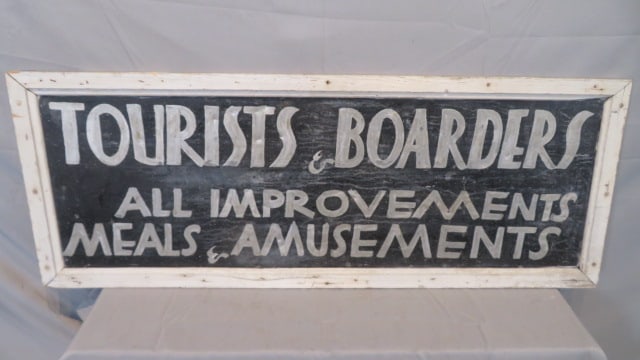 TOURISTS & BOARDERS
ALL IMPROVEMENTS
MEALS & AMUSEMENTS